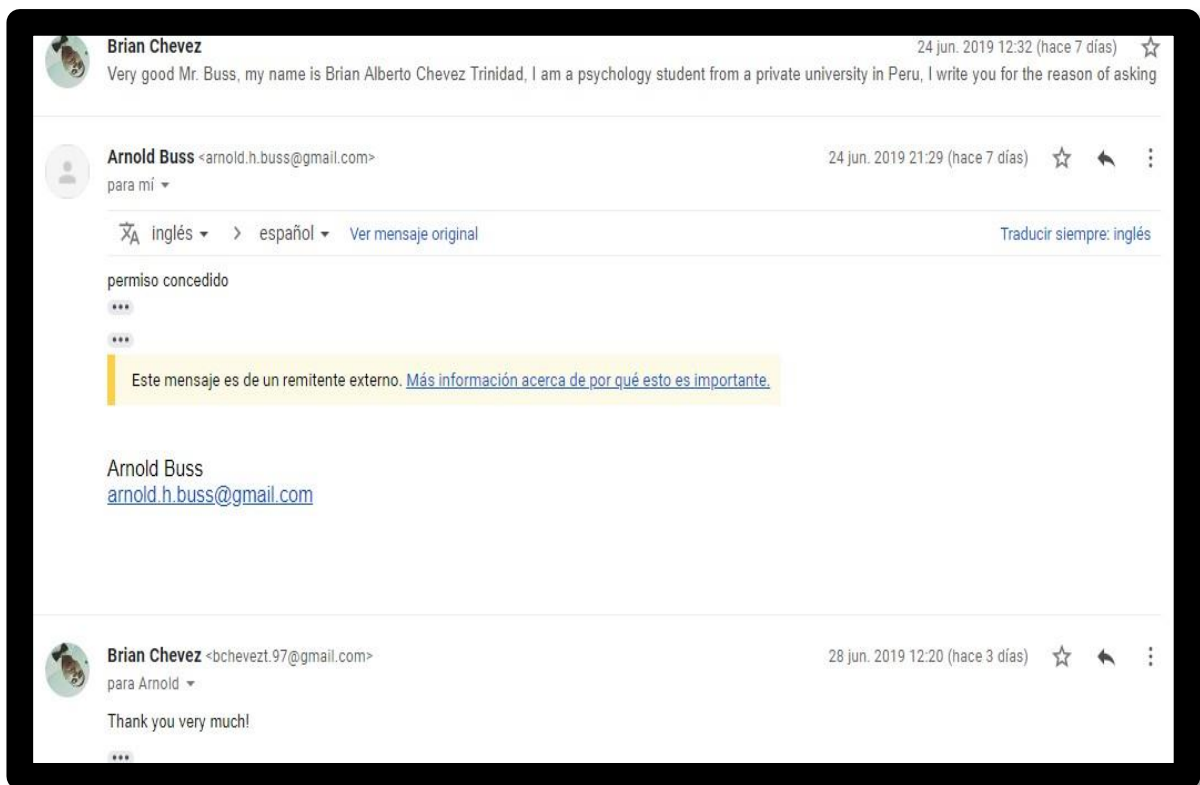 Brian Chevez 24 jun. 2019 12:32 (hace 7 días)
Very good Mr. Buss, my name is Brian Alberto Chevez Trinidad, I am a psychology student from a private university in Peru, I write you for the reason of asking
Arnold Buss <arnold.h.buss@gmail.com> 24 jun. 2019 21:29 (hace 7 días)
para mí
inglés > español Ver mensaje original Traducir siempre: inglés
permiso concedido
•••
•••
Este mensaje es de un remitente externo. Más información acerca de por qué esto es importante.
Arnold Buss
arnold.h.buss@gmail.com
Brian Chevez <bchevezt.97@gmail.com> 28 jun. 2019 12:20 (hace 3 días)
para Arnold
Thank you very much!
•••